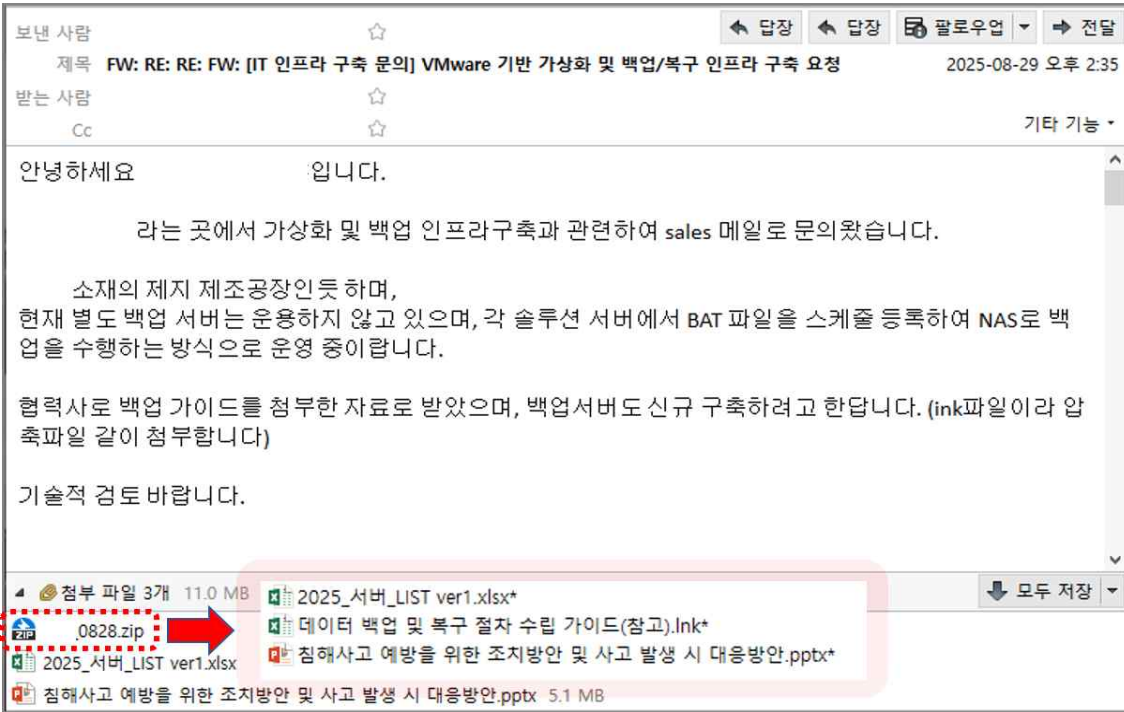 보낸 사람
답장 답장 팔로우업 전달
제목 FW: RE: RE: FW: [IT 인프라 구축 문의] VMware 기반 가상화 및 백업/복구 인프라 구축 요청 2025-08-29 오후 2:35
받는 사람
Cc
기타 기능
안녕하세요 입니다.
라는 곳에서 가상화 및 백업 인프라구축과 관련하여 sales 메일로 문의왔습니다.
소재의 제지 제조공장인듯 하며,
현재 별도 백업 서버는 운용하지 않고 있으며, 각 솔루션 서버에서 BAT 파일을 스케줄 등록하여 NAS로 백
업을 수행하는 방식으로 운영 중이랍니다.
협력사로 백업 가이드를 첨부한 자료로 받았으며, 백업서버도 신규 구축하려고 한답니다. (ink파일이라 압
축파일 같이 첨부합니다)
기술적 검토 바랍니다.
첨부 파일 3개 11.0 MB
모두 저장
ZIP _0828.zip
2025_서버_LIST ver1.xlsx
침해사고 예방을 위한 조치방안 및 사고 발생 시 대응방안.pptx 5.1 MB
2025_서버_LIST ver1.xlsx*
데이터 백업 및 복구 절차 수립 가이드(참고).lnk*
침해사고 예방을 위한 조치방안 및 사고 발생 시 대응방안.pptx*